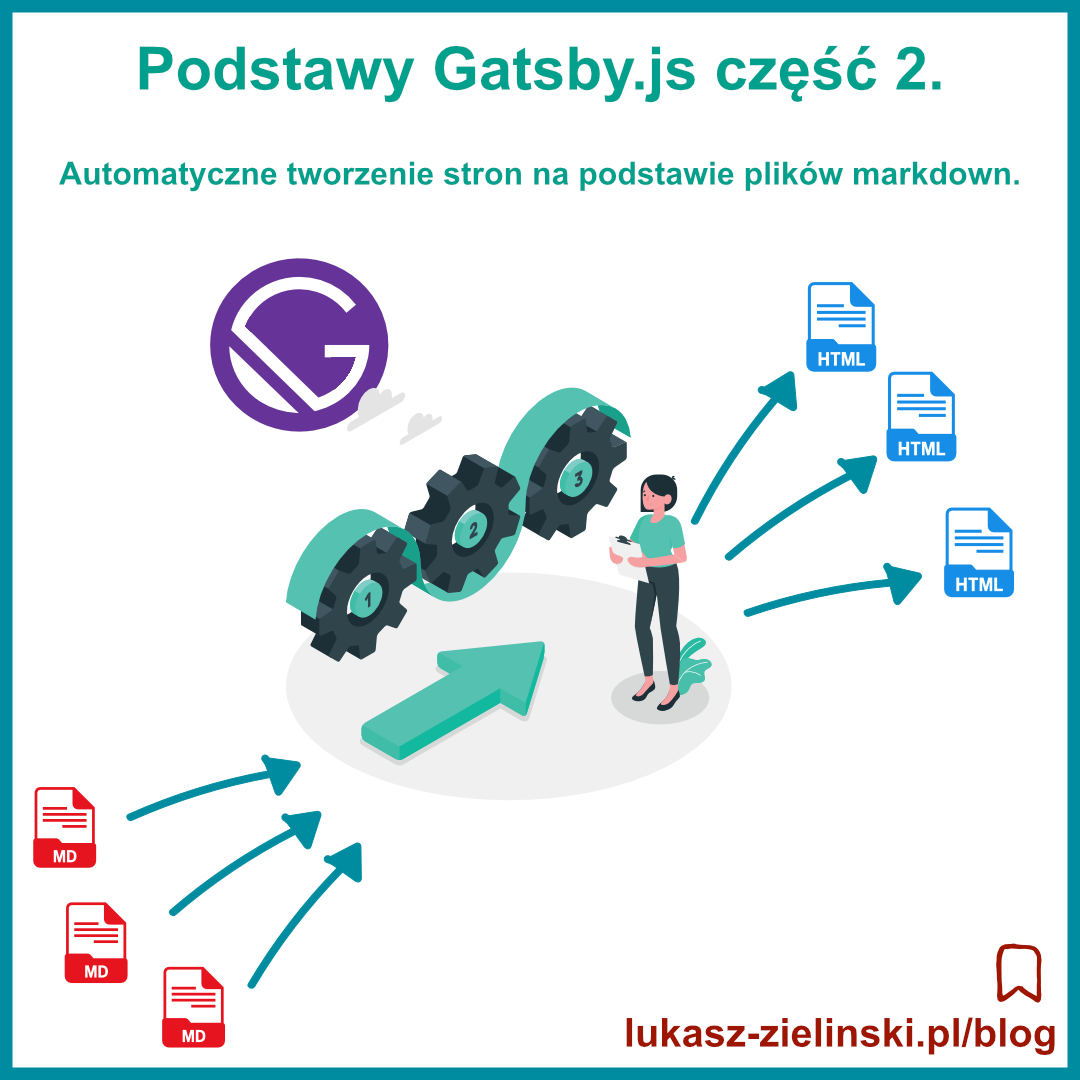 Podstawy Gatsby.js część 2.
Automatyczne tworzenie stron na podstawie plików markdown.
HTML
HTML
HTML
3
2
1
MD
MD
MD
lukasz-zielinski.pl/blog